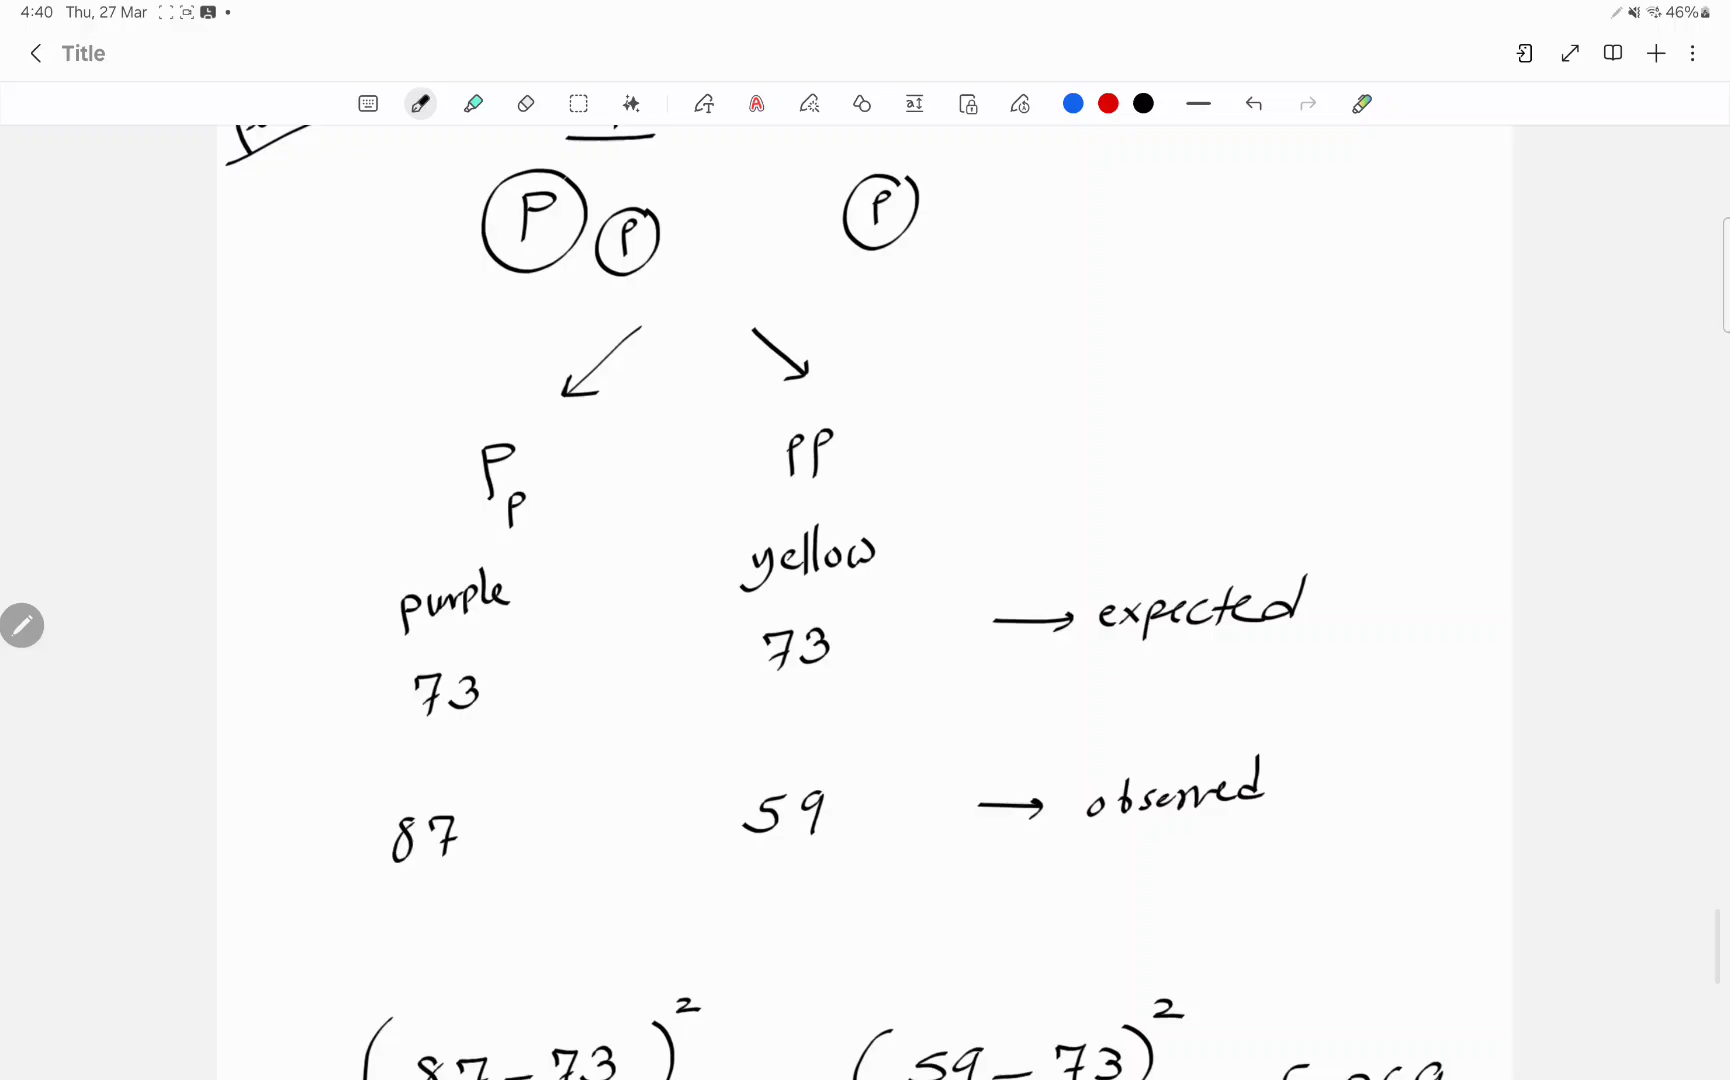 4:40 Thu, 27 Mar 46%
Title
P p p
Pp pp
purple yellow
73 73 → expected
87 59 → observed
(87-73)² (59-73)²